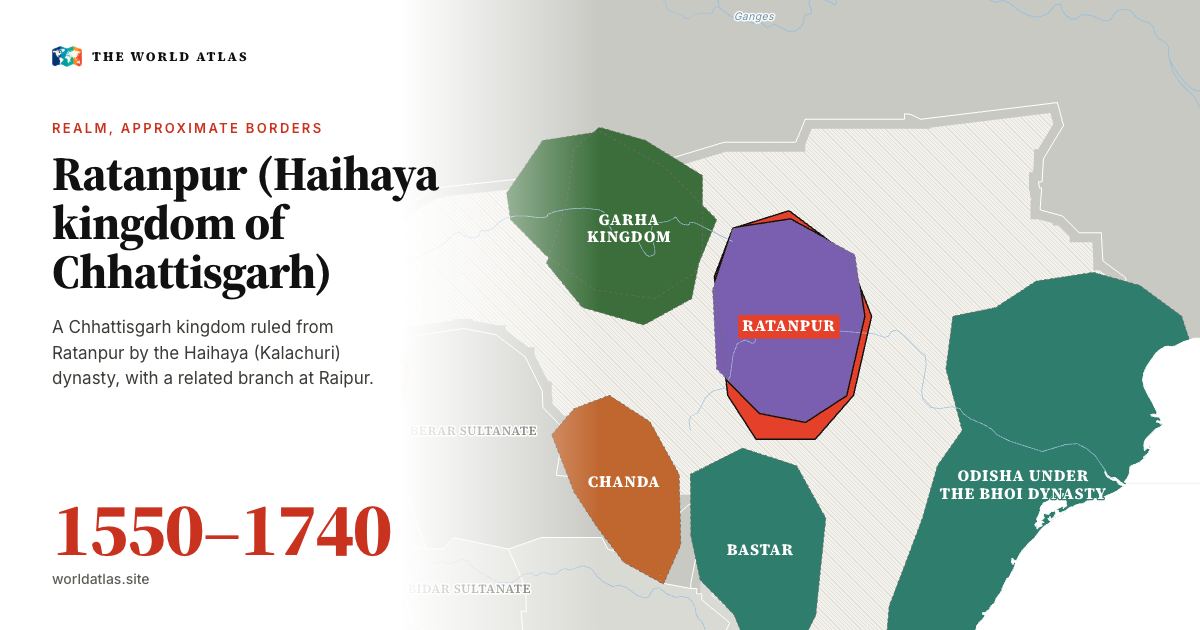 THE WORLD ATLAS
REALM, APPROXIMATE BORDERS
Ratanpur (Haihaya
kingdom of
Chhattisgarh)
A Chhattisgarh kingdom ruled from
Ratanpur by the Haihaya (Kalachuri)
dynasty, with a related branch at Raipur.
1550–1740
worldatlas.site
Ganges
GARHA
KINGDOM
RATANPUR
BERAR SULTANATE
CHANDA
ODISHA UNDER
THE BHOI DYNASTY
BASTAR
BIDAR SULTANATE